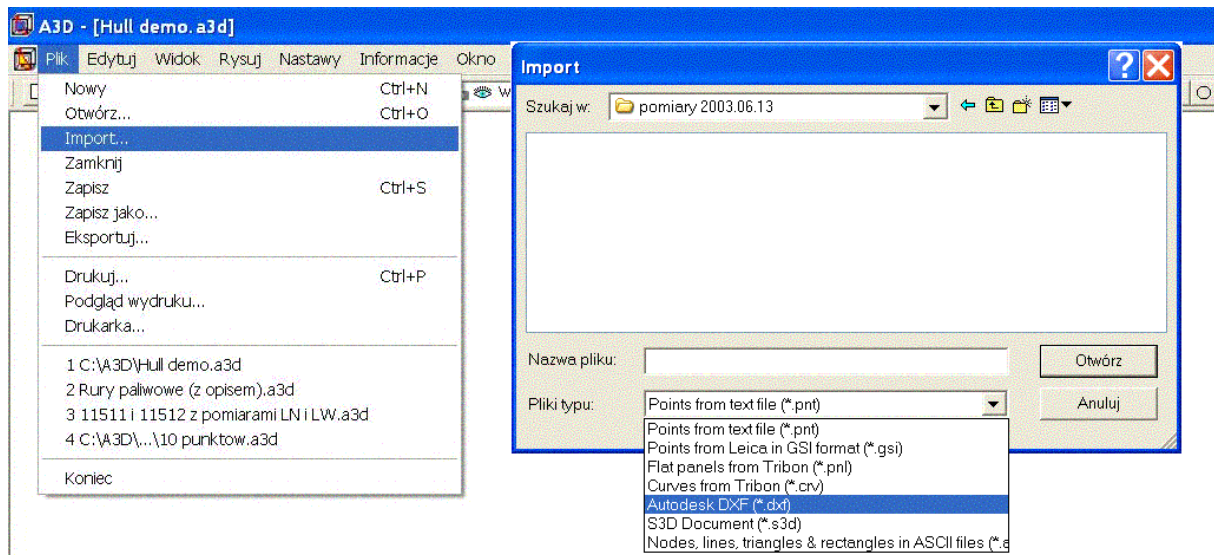 A3D - [Hull demo.a3d]
Plik Edytuj Widok Rysuj Nastawy Informacje Okno
Nowy Ctrl+N
Otwórz... Ctrl+O
Import...
Zamknij
Zapisz Ctrl+S
Zapisz jako...
Eksportuj...
Drukuj... Ctrl+P
Podgląd wydruku...
Drukarka...
1 C:\A3D\Hull demo.a3d
2 Rury paliwowe (z opisem).a3d
3 11511 i 11512 z pomiarami LN i LW.a3d
4 C:\A3D\...\10 punktow.a3d
Koniec
W
Import
Szukaj w: pomiary 2003.06.13
Nazwa pliku: Otwórz
Pliki typu: Points from text file (*.pnt) Anuluj
Points from text file (*.pnt)
Points from Leica in GSI format (*.gsi)
Flat panels from Tribon (*.pnl)
Curves from Tribon (*.crv)
Autodesk DXF (*.dxf)
S3D Document (*.s3d)
Nodes, lines, triangles & rectangles in ASCII files (*.a